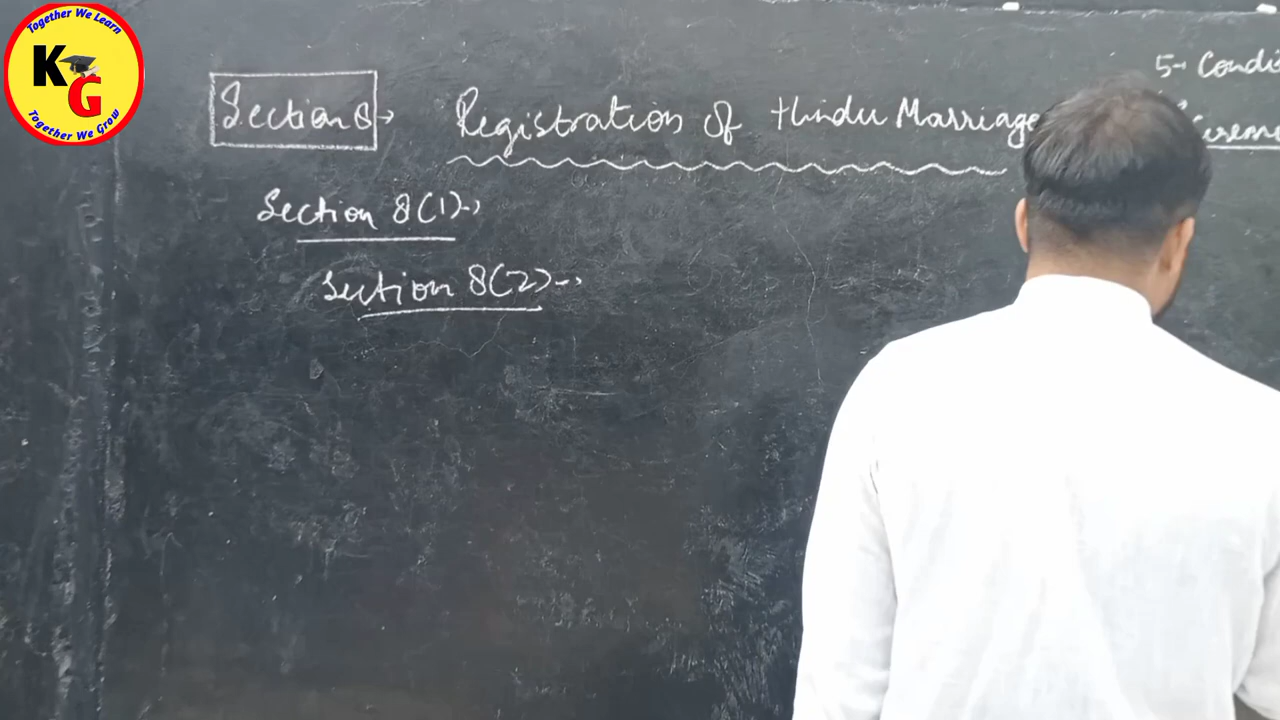 Together We Learn
KG
Together We Grow
5→ Condi
Section 8→ Registration of Hindu Marriage
Section 8(1)→
Section 8(2)→